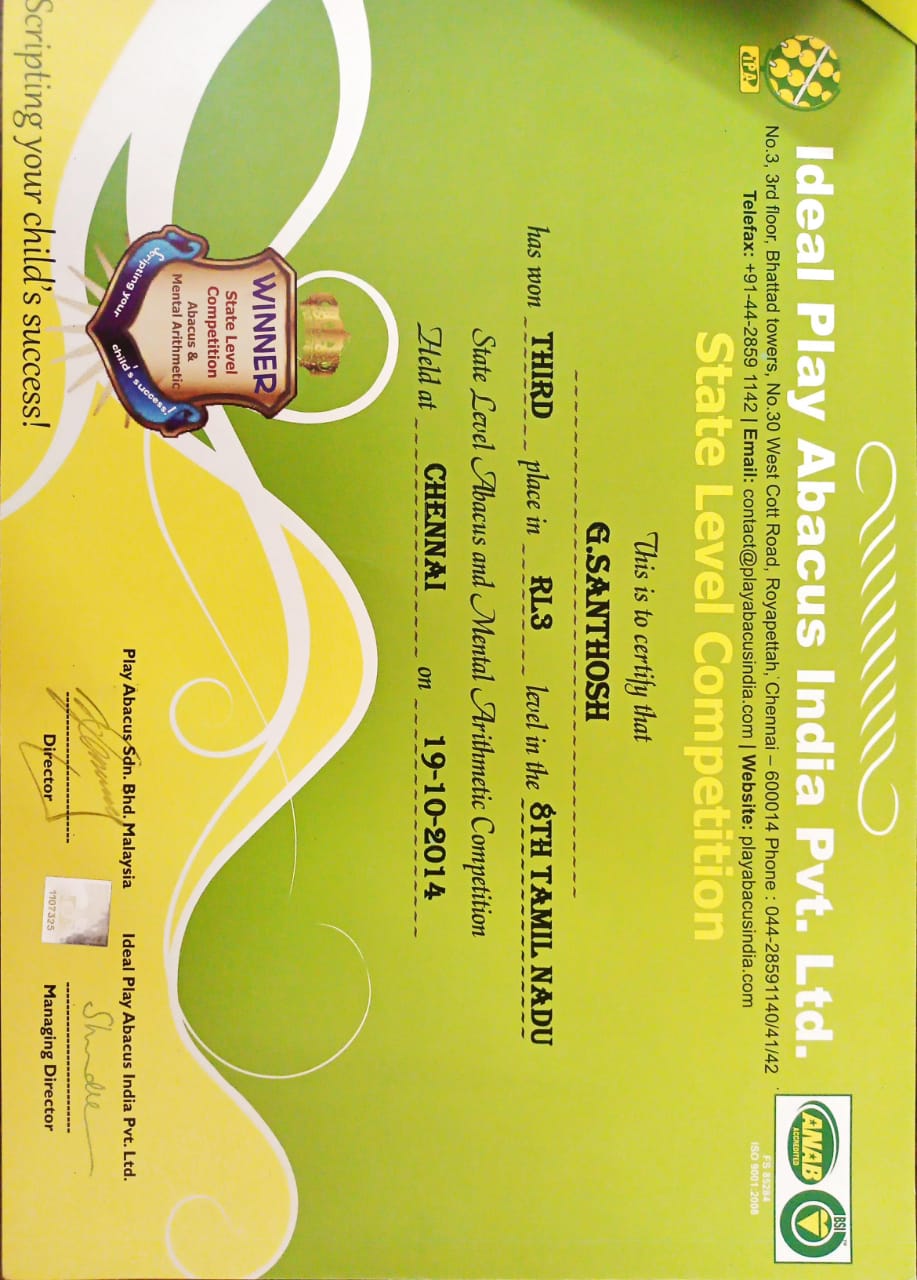 Ideal Play Abacus India Pvt. Ltd.
iPA
ANAB
ACCREDITED
BSI
FS 85284
ISO 9001:2008
No.3, 3rd floor, Bhattad towers, No.30 West Cott Road, Royapettah, Chennai – 600014 Phone : 044-28591140/41/42
Telefax: +91-44-2859 1142 | Email: contact@playabacusindia.com | Website: playabacusindia.com
State Level Competition
This is to certify that
G.SANTHOSH
has won THIRD place in RL3 level in the 8TH TAMIL NADU
State Level Abacus and Mental Arithmetic Competition
Held at CHENNAI on 19-10-2014
WINNER
State Level
Competition
Abacus &
Mental Arithmetic
Scripting your child's success!
Play Abacus Sdn. Bhd. Malaysia
Director
1107325
Ideal Play Abacus India Pvt. Ltd.
Managing Director
Scripting your child's success!